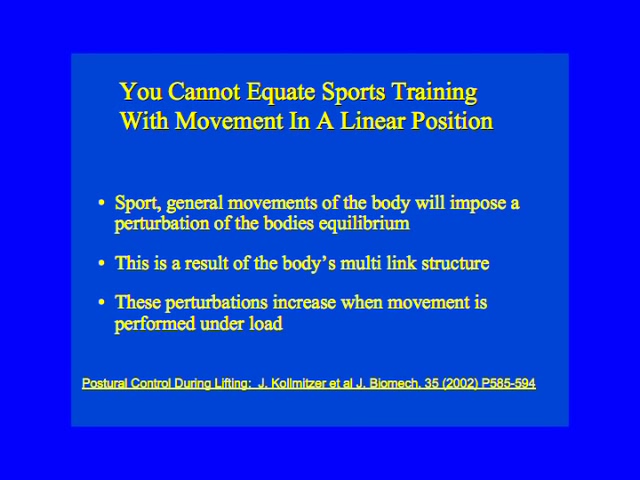 You Cannot Equate Sports Training
With Movement In A Linear Position
• Sport, general movements of the body will impose a
perturbation of the bodies equilibrium
• This is a result of the body's multi link structure
• These perturbations increase when movement is
performed under load
Postural Control During Lifting: J. Kollmitzer et al J. Biomech. 35 (2002) P585-594